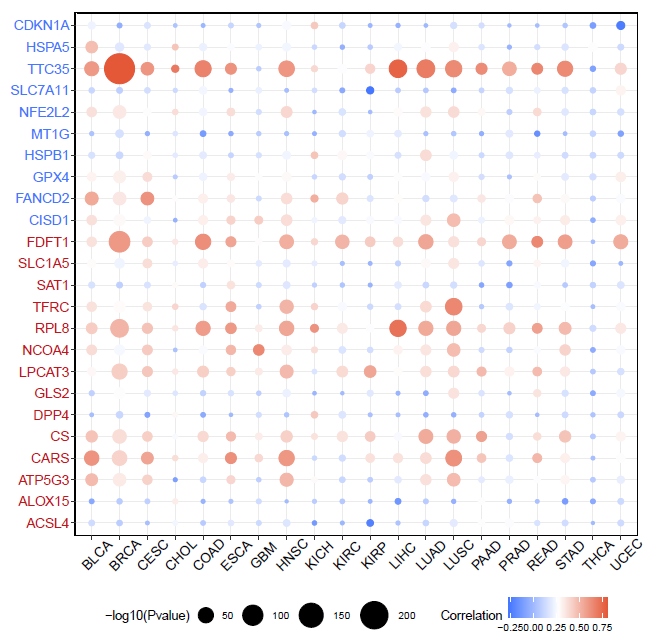 CDKN1A
HSPA5
TTC35
SLC7A11
NFE2L2
MT1G
HSPB1
GPX4
FANCD2
CISD1
FDFT1
SLC1A5
SAT1
TFRC
RPL8
NCOA4
LPCAT3
GLS2
DPP4
CS
CARS
ATP5G3
ALOX15
ACSL4
BLCA BRCA CESC CHOL COAD ESCA GBM HNSC KICH KIRC KIRP LIHC LUAD LUSC PAAD PRAD READ STAD THCA UCEC
−log10(Pvalue) 50 100 150 200 Correlation
−0.25 0.00 0.25 0.50 0.75